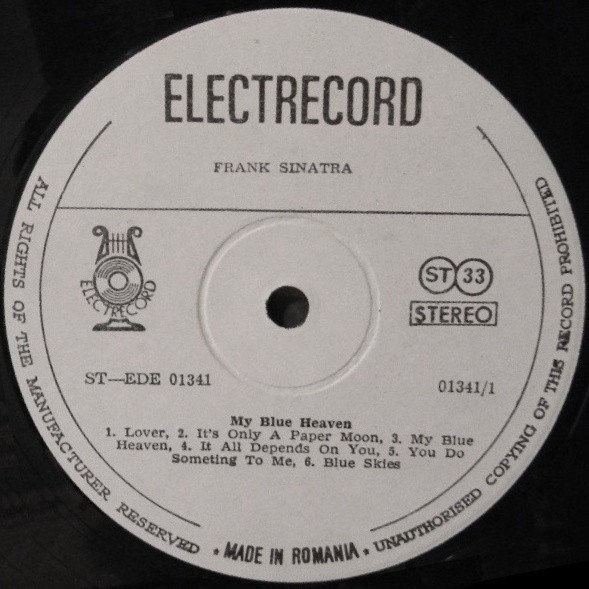 ELECTRECORD
FRANK SINATRA
ELECTRECORD
ST 33
STEREO
ST—EDE 01341
01341/1
My Blue Heaven
1. Lover, 2. It's Only A Paper Moon, 3. My Blue
Heaven, 4. It All Depends On You, 5. You Do
Someting To Me, 6. Blue Skies
ALL RIGHTS OF THE MANUFACTURER RESERVED ★ MADE IN ROMANIA ★ UNAUTHORISED COPYING OF THIS RECORD PROHIBITED